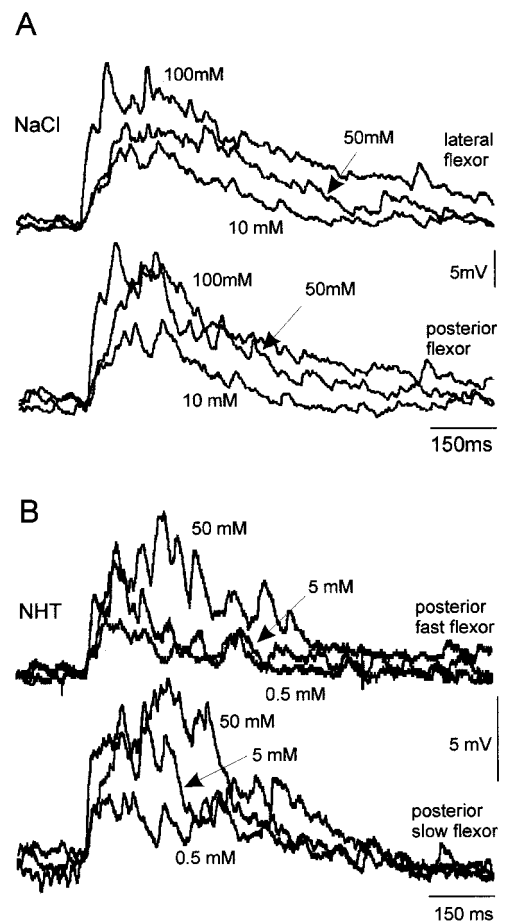 A
NaCl
100mM
50mM
lateral
flexor
10 mM
5mV
100mM
50mM
posterior
flexor
10 mM
150ms
B
NHT
50 mM
5 mM
posterior
fast flexor
0.5 mM
50 mM
5 mM
5 mV
posterior
slow flexor
0.5 mM
150 ms